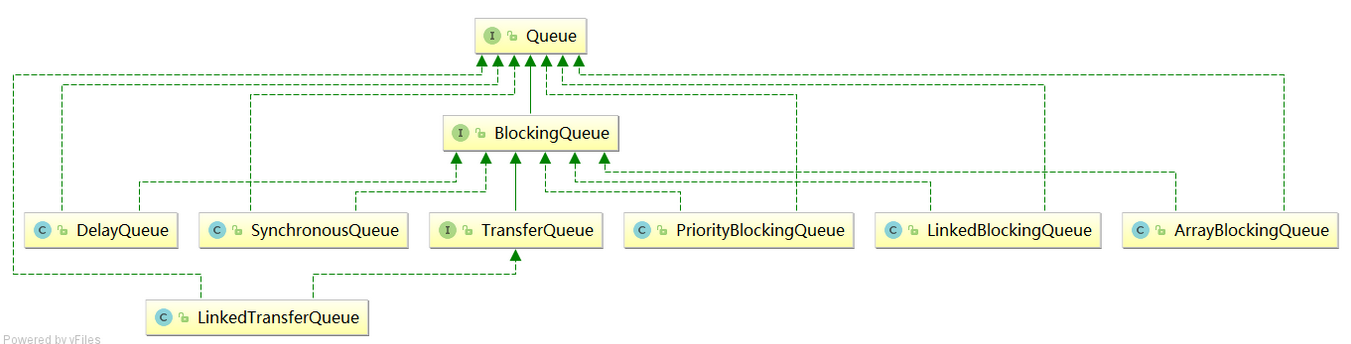 I Queue
I BlockingQueue
C DelayQueue
C SynchronousQueue
I TransferQueue
C PriorityBlockingQueue
C LinkedBlockingQueue
C ArrayBlockingQueue
C LinkedTransferQueue
Powered by yFiles